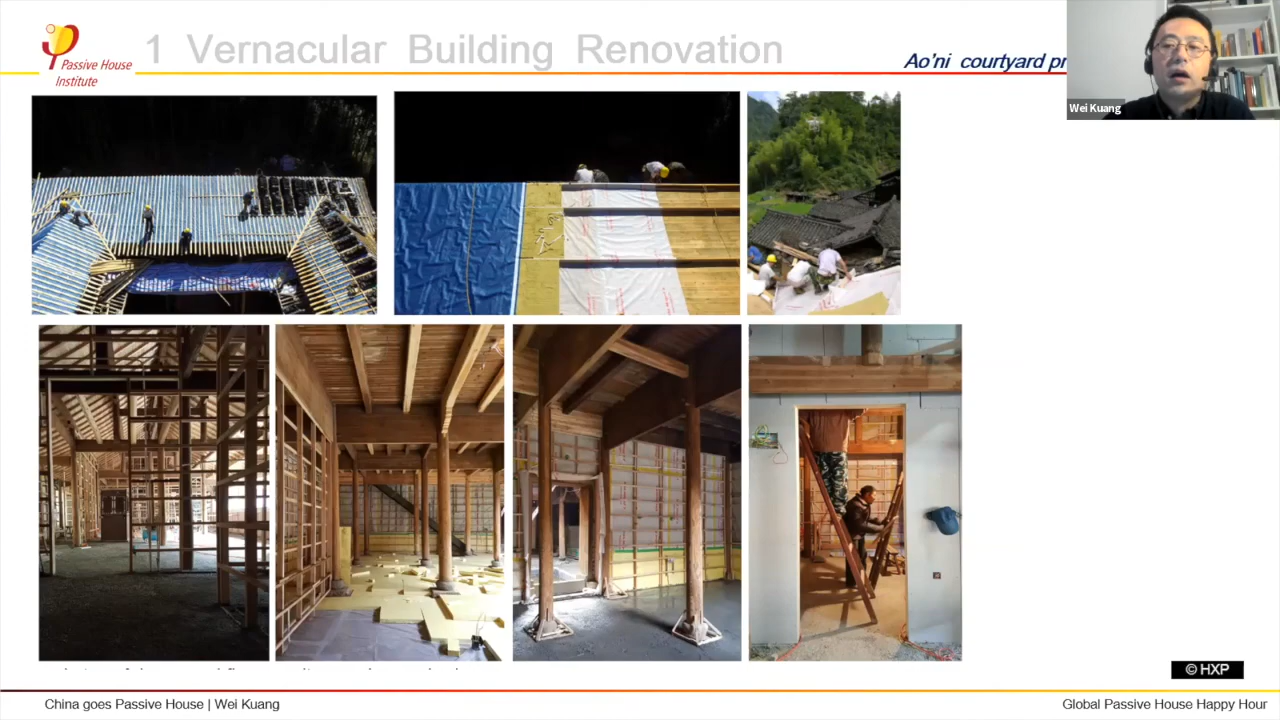 1 Vernacular Building Renovation
Passive House
Institute
Ao'ni courtyard
Wei Kuang
© HXP
China goes Passive House | Wei Kuang
Global Passive House Happy Hour